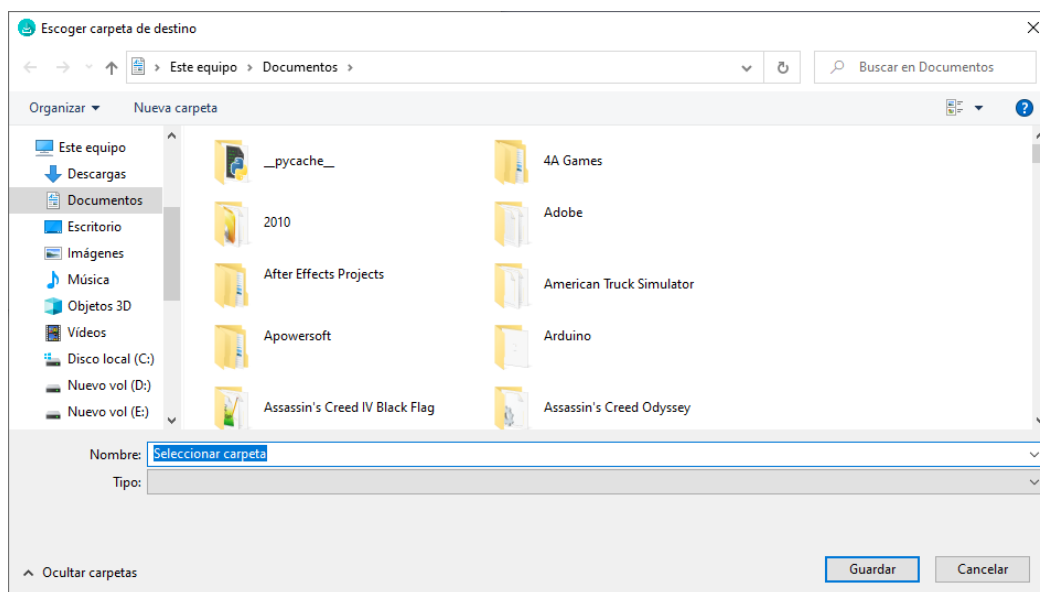 Escoger carpeta de destino
Este equipo > Documentos >
Buscar en Documentos
Organizar
Nueva carpeta
Este equipo
Descargas
Documentos
Escritorio
Imágenes
Música
Objetos 3D
Vídeos
Disco local (C:)
Nuevo vol (D:)
Nuevo vol (E:)
__pycache__
4A Games
2010
Adobe
After Effects Projects
American Truck Simulator
Apowersoft
Arduino
Assassin's Creed IV Black Flag
Assassin's Creed Odyssey
Nombre: Seleccionar carpeta
Tipo:
Ocultar carpetas
Guardar
Cancelar